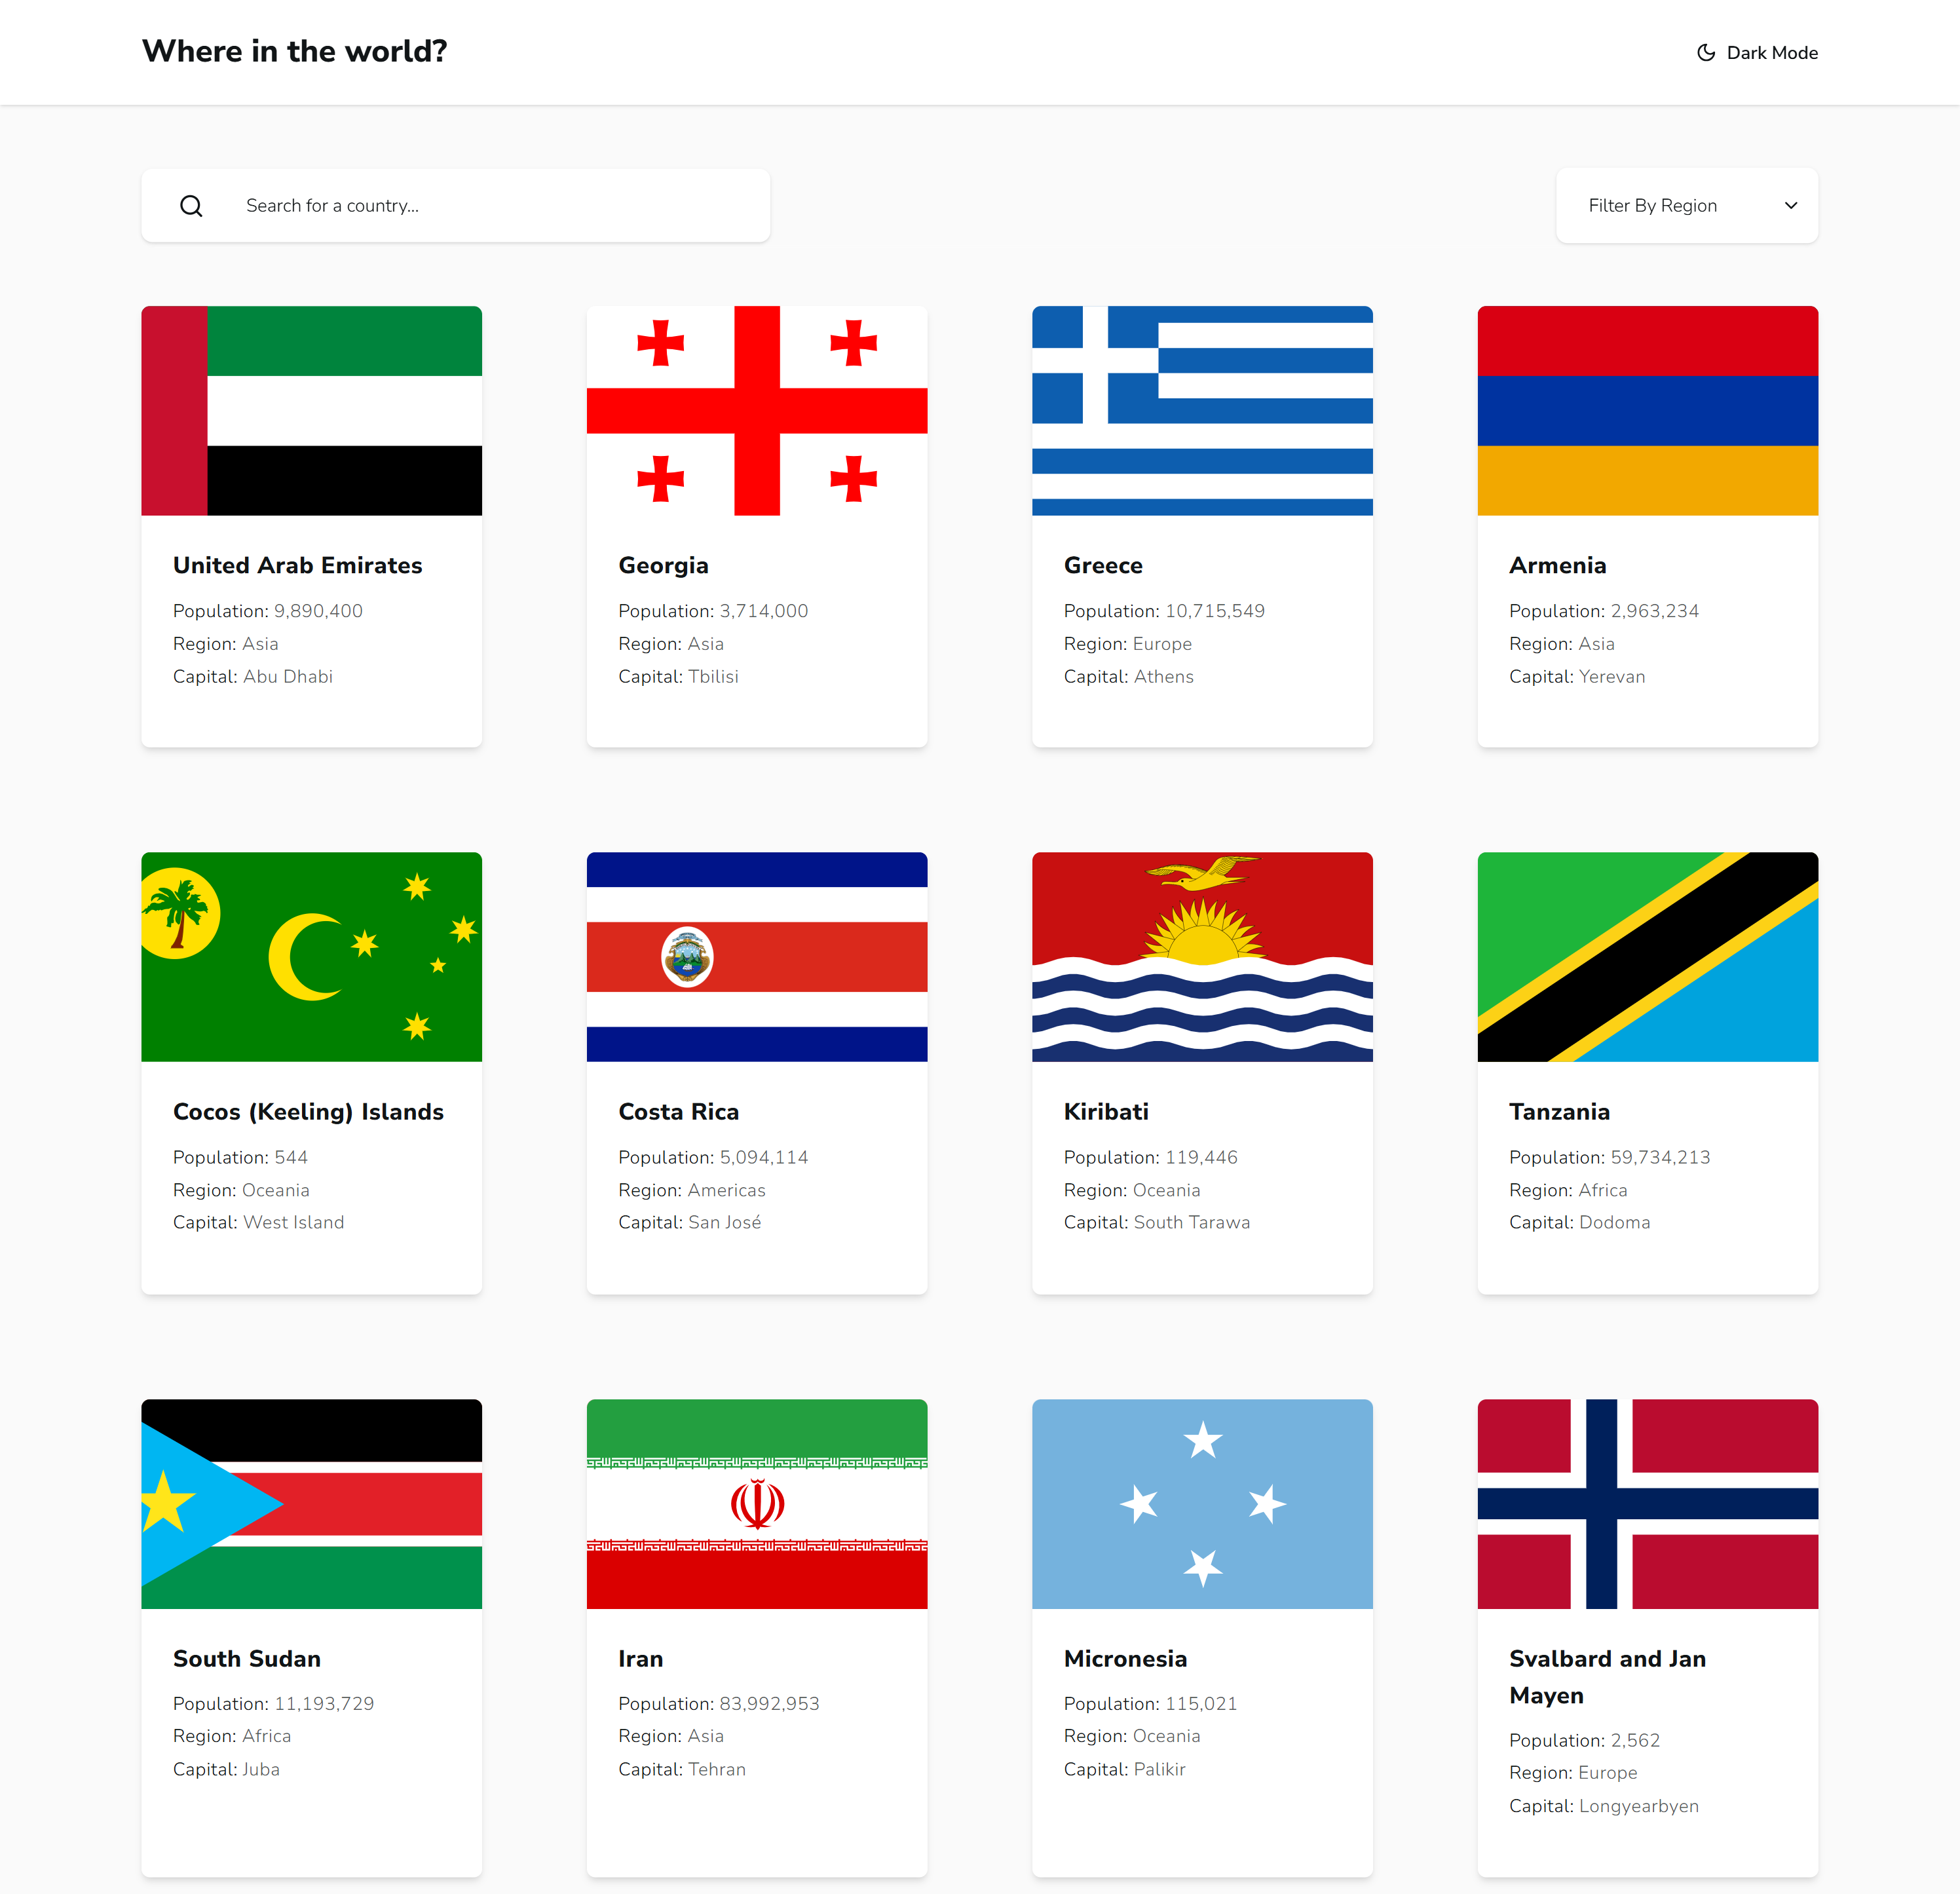 Where in the world?
Dark Mode
Search for a country...
Filter By Region
United Arab Emirates
Population: 9,890,400
Region: Asia
Capital: Abu Dhabi
Georgia
Population: 3,714,000
Region: Asia
Capital: Tbilisi
Greece
Population: 10,715,549
Region: Europe
Capital: Athens
Armenia
Population: 2,963,234
Region: Asia
Capital: Yerevan
Cocos (Keeling) Islands
Population: 544
Region: Oceania
Capital: West Island
Costa Rica
Population: 5,094,114
Region: Americas
Capital: San José
Kiribati
Population: 119,446
Region: Oceania
Capital: South Tarawa
Tanzania
Population: 59,734,213
Region: Africa
Capital: Dodoma
South Sudan
Population: 11,193,729
Region: Africa
Capital: Juba
Iran
Population: 83,992,953
Region: Asia
Capital: Tehran
Micronesia
Population: 115,021
Region: Oceania
Capital: Palikir
Svalbard and Jan
Mayen
Population: 2,562
Region: Europe
Capital: Longyearbyen